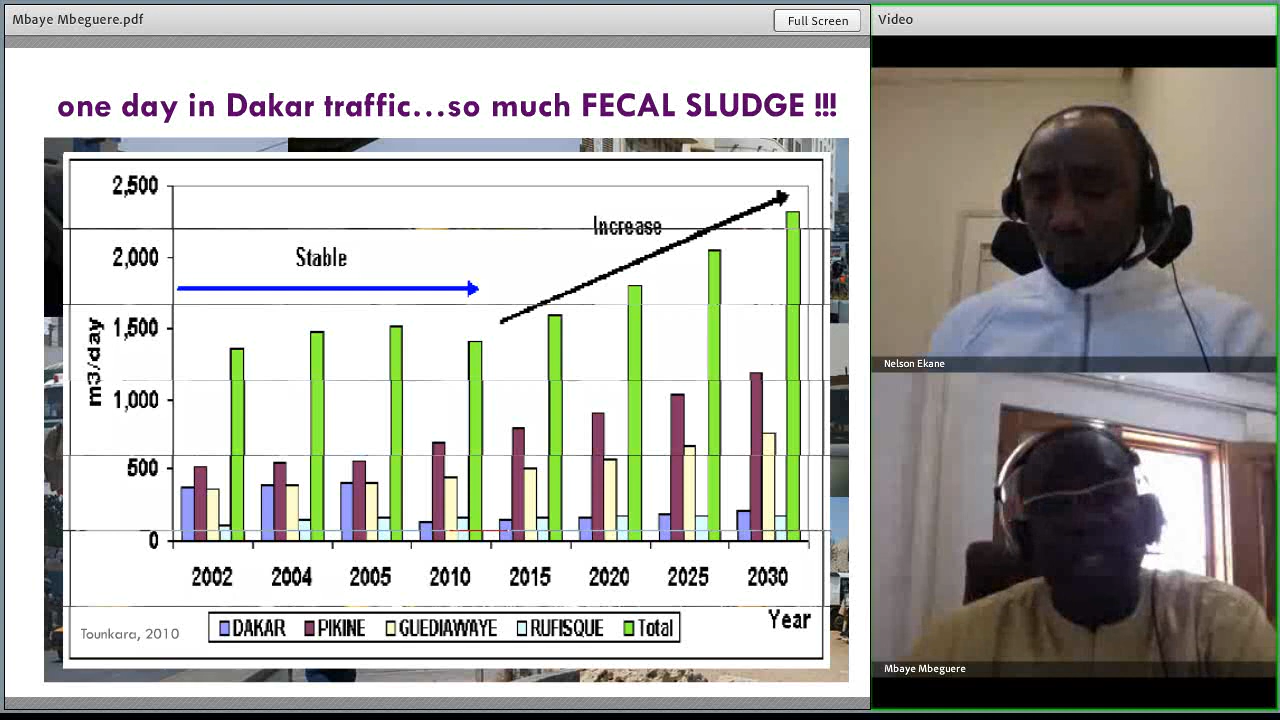 Mbaye Mbeguere.pdf
Full Screen
Video
one day in Dakar traffic...so much FECAL SLUDGE !!!
2,500
2,000
1,500
1,000
500
0
m3/day
Stable
Increase
2002 2004 2005 2010 2015 2020 2025 2030
Year
Tounkara, 2010
DAKAR PIKINE GUEDIAWAYE RUFISQUE Total
Nelson Ekane
Mbaye Mbeguere